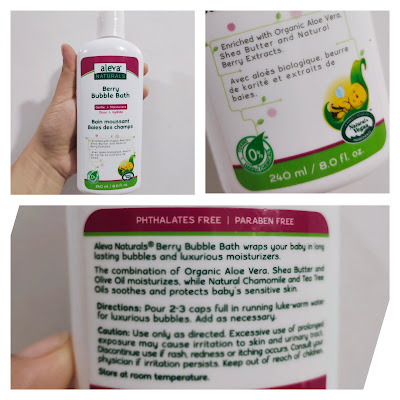 aleva®
NATURALS
Berry
Bubble Bath
Bain moussant
Baies des champs
240 ml / 8.0 fl. oz.
Enriched with Organic Aloe Vera,
Shea Butter and Natural
Berry Extracts.
Avec aloès biologique, beurre
de karité et extraits de
baies.
0%
Naturals
Vegan
240 ml / 8.0 fl. oz.
PHTHALATES FREE | PARABEN FREE
Aleva Naturals® Berry Bubble Bath wraps your baby in long
lasting bubbles and luxurious moisturizers.
The combination of Organic Aloe Vera, Shea Butter and
Olive Oil moisturizes, while Natural Chamomile and Tea Tree
Oils soothes and protects baby's sensitive skin.
Directions: Pour 2-3 caps full in running luke-warm water
for luxurious bubbles. Add as necessary.
Caution: Use only as directed. Excessive use of prolonged
exposure may cause irritation to skin and urinary tract.
Discontinue use if rash, redness or itching occurs. Consult your
physician if irritation persists. Keep out of reach of children.
Store at room temperature.